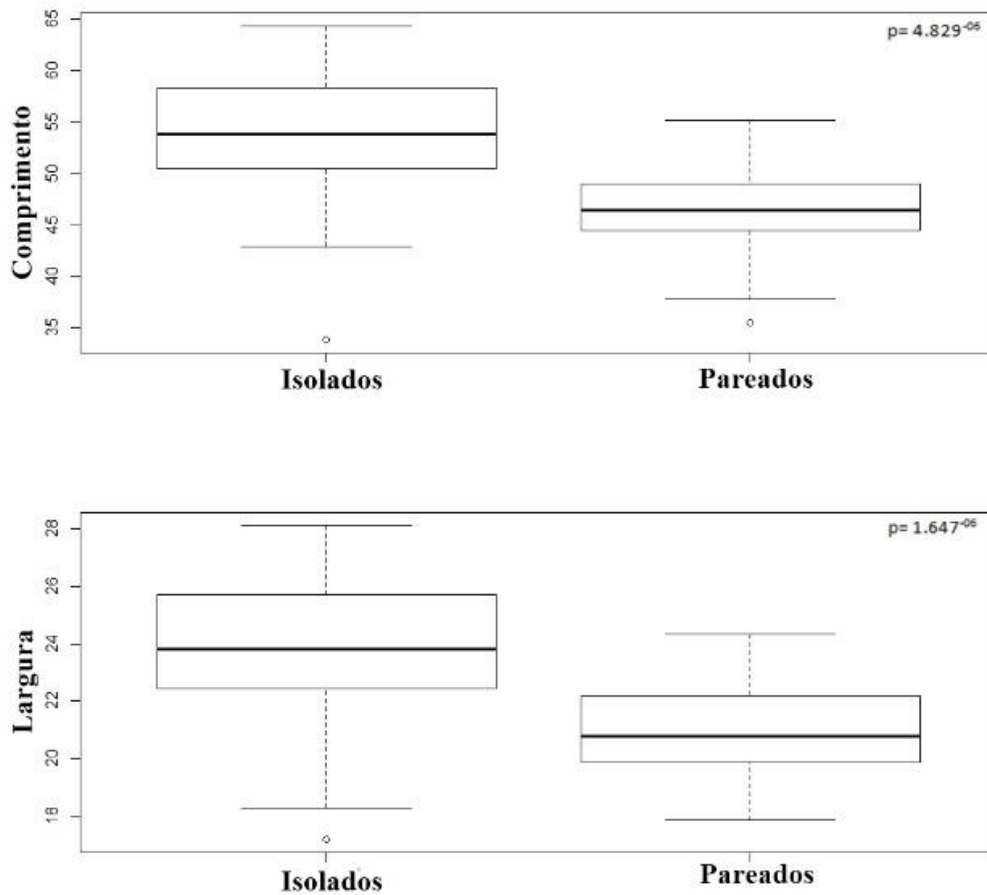 p= 4.829⁻⁰⁶
Comprimento
65
60
55
50
45
40
35
Isolados
Pareados
p= 1.647⁻⁰⁶
Largura
28
26
24
22
20
18
Isolados
Pareados